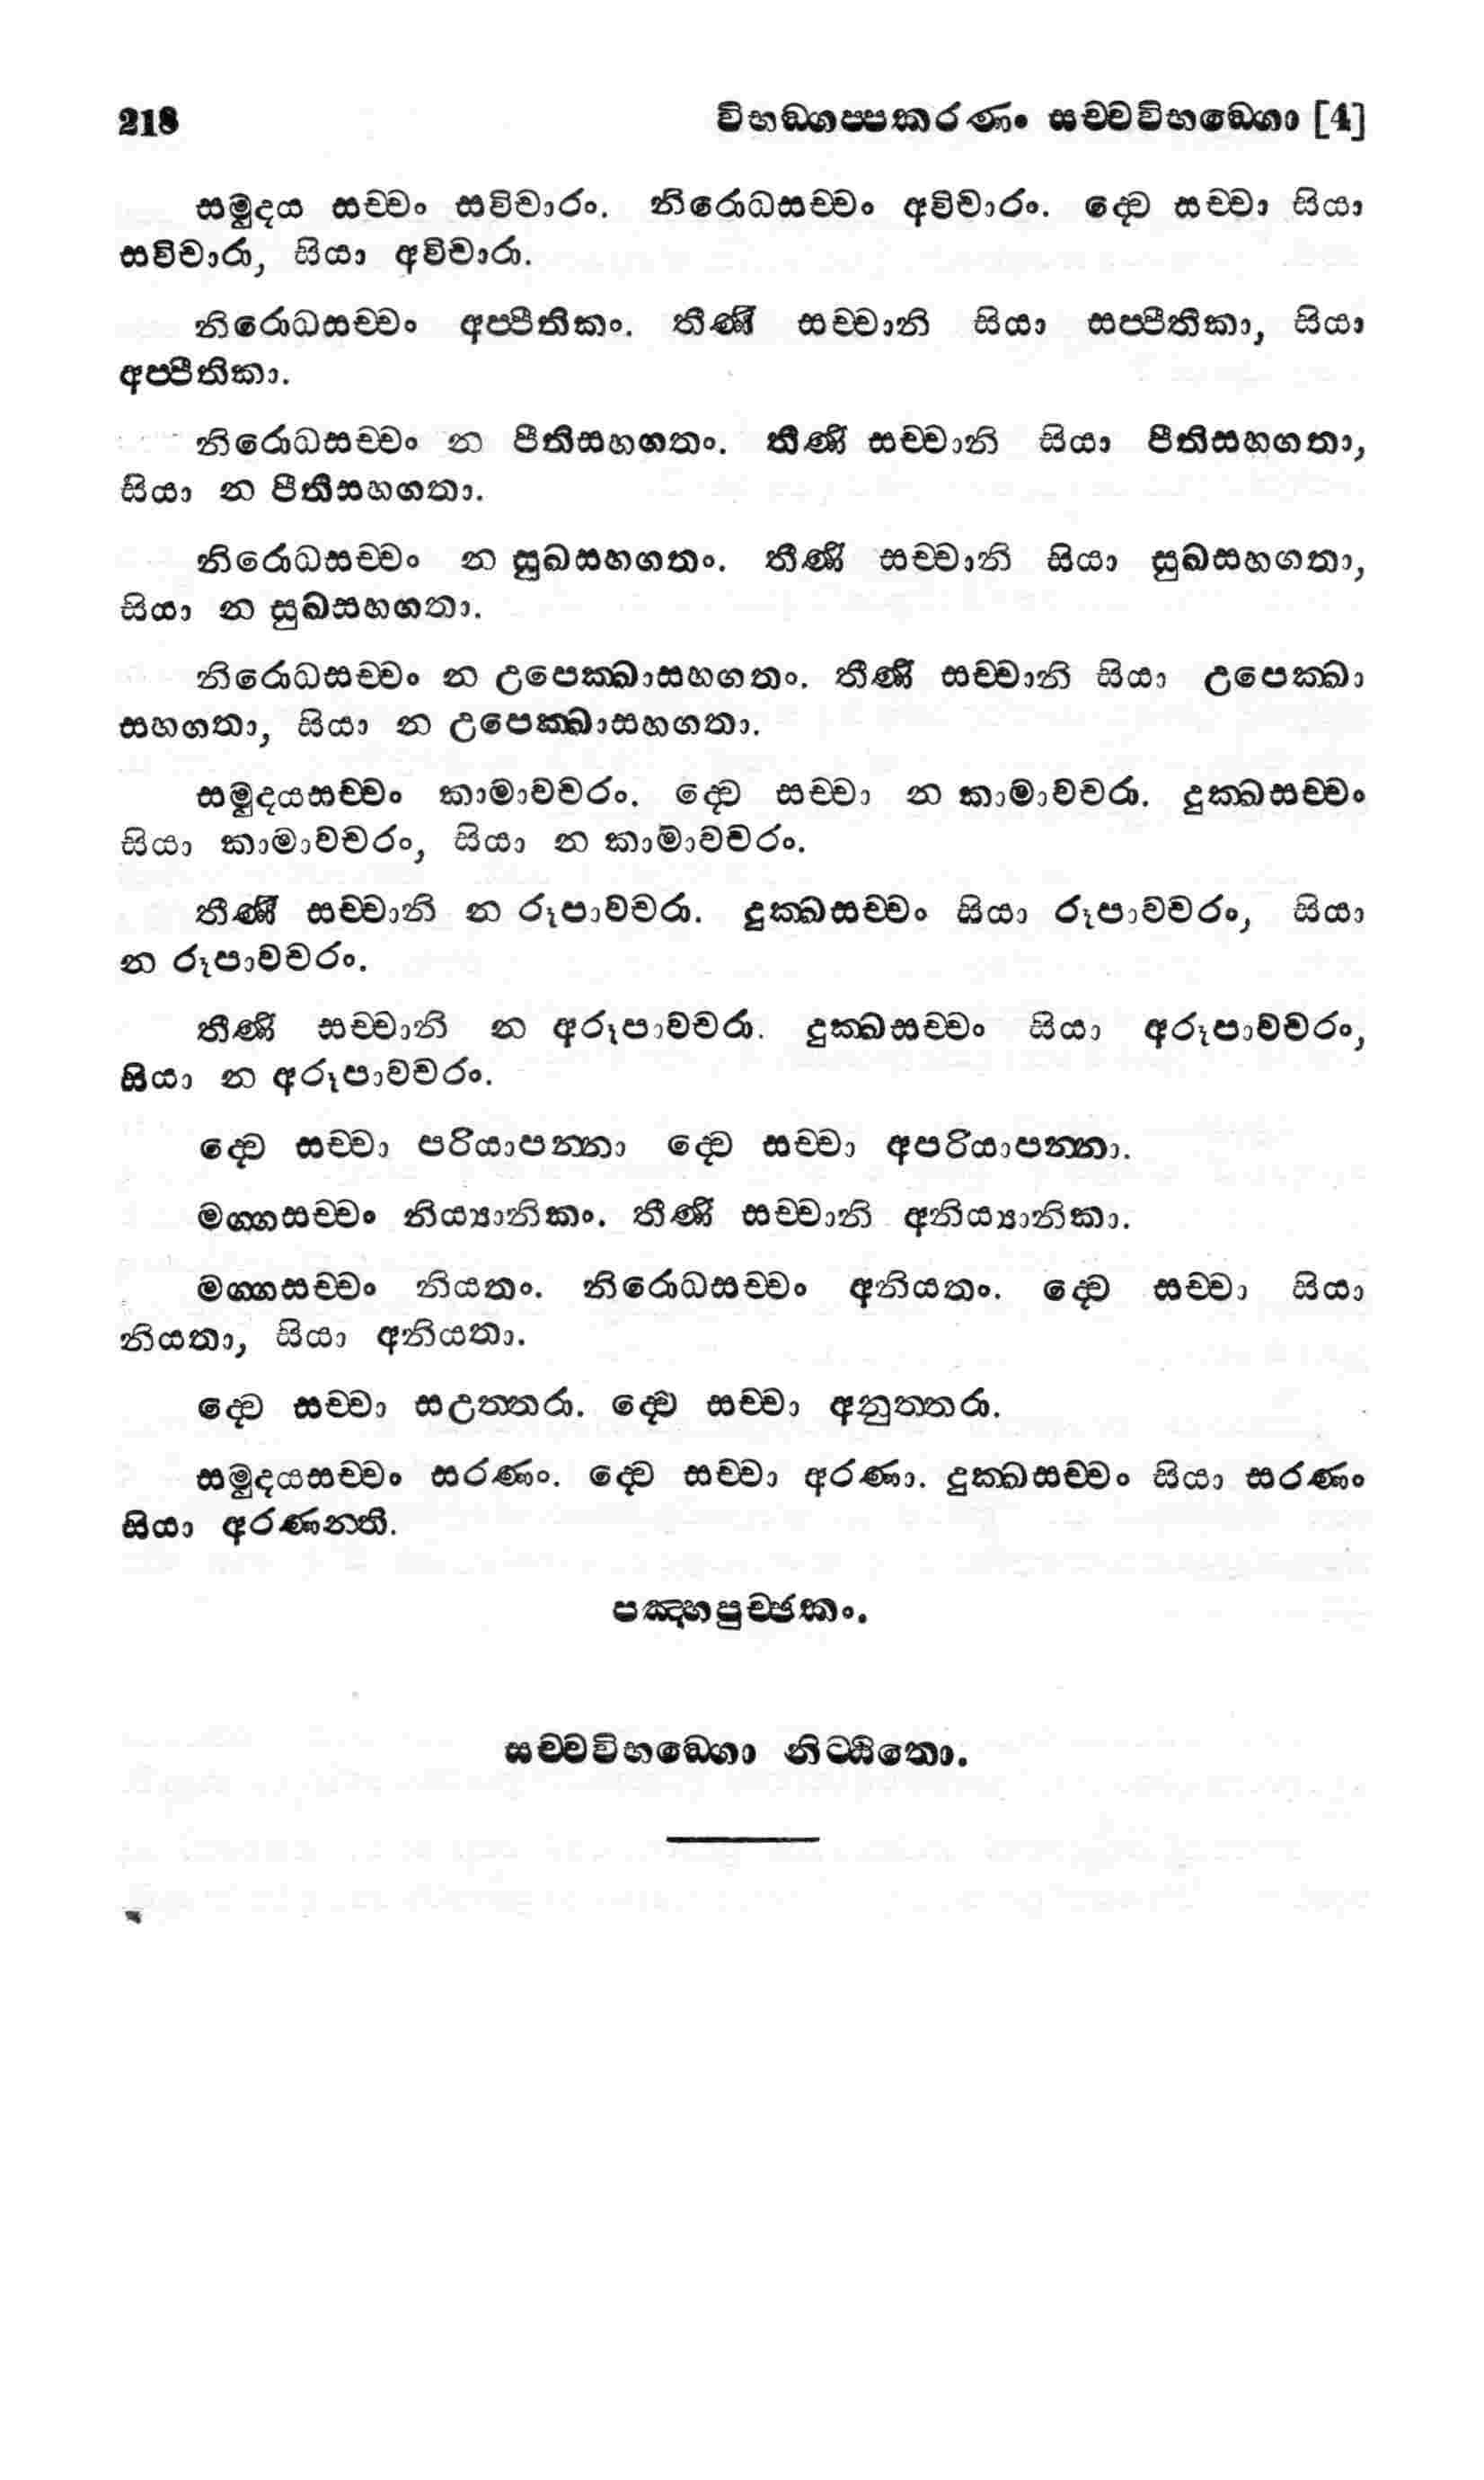 218 විභඞ්ගප්පකරණං සච්චවිභඞ්ගො [4]
සමුදය සච්චං සවිචාරං. නිරොධසච්චං අවිචාරං. ද්වෙ සච්චා සියා
සවිචාරා, සියා අවිචාරා.
නිරොධසච්චං අප්පීතිකං. තීණි සච්චානි සියා සප්පීතිකා, සියා
අප්පීතිකා.
නිරොධසච්චං න පීතිසහගතං. තීණි සච්චානි සියා පීතිසහගතා,
සියා න පීතිසහගතා.
නිරොධසච්චං න සුඛසහගතං. තීණි සච්චානි සියා සුඛසහගතා,
සියා න සුඛසහගතා.
නිරොධසච්චං න උපෙක්ඛාසහගතං. තීණි සච්චානි සියා උපෙක්ඛා
සහගතා, සියා න උපෙක්ඛාසහගතා.
සමුදයසච්චං කාමාවචරං. ද්වෙ සච්චා න කාමාවචරා. දුක්ඛසච්චං
සියා කාමාවචරං, සියා න කාමාවචරං.
තීණි සච්චානි න රූපාවචරා. දුක්ඛසච්චං සියා රූපාවචරං, සියා
න රූපාවචරං.
තීණි සච්චානි න අරූපාවචරා. දුක්ඛසච්චං සියා අරූපාවචරං,
සියා න අරූපාවචරං.
ද්වෙ සච්චා පරියාපන්නා ද්වෙ සච්චා අපරියාපන්නා.
මග්ගසච්චං නිය්‍යානිකං. තීණි සච්චානි අනිය්‍යානිකා.
මග්ගසච්චං නියතං. නිරොධසච්චං අනියතං. ද්වෙ සච්චා සියා
නියතා, සියා අනියතා.
ද්වෙ සච්චා සඋත්තරා. ද්වෙ සච්චා අනුත්තරා.
සමුදයසච්චං සරණං. ද්වෙ සච්චා අරණා. දුක්ඛසච්චං සියා සරණං
සියා අරණන්ති.
පඤ්හපුච්ඡකං.
සච්චවිභඞ්ගො නිට්ඨිතො.